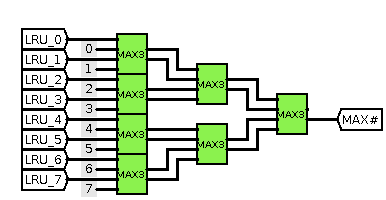 LRU_0
0
LRU_1
1
LRU_2
2
LRU_3
3
LRU_4
4
LRU_5
5
LRU_6
6
LRU_7
7
MAX3
MAX3
MAX3
MAX3
MAX3
MAX3
MAX3
MAX#